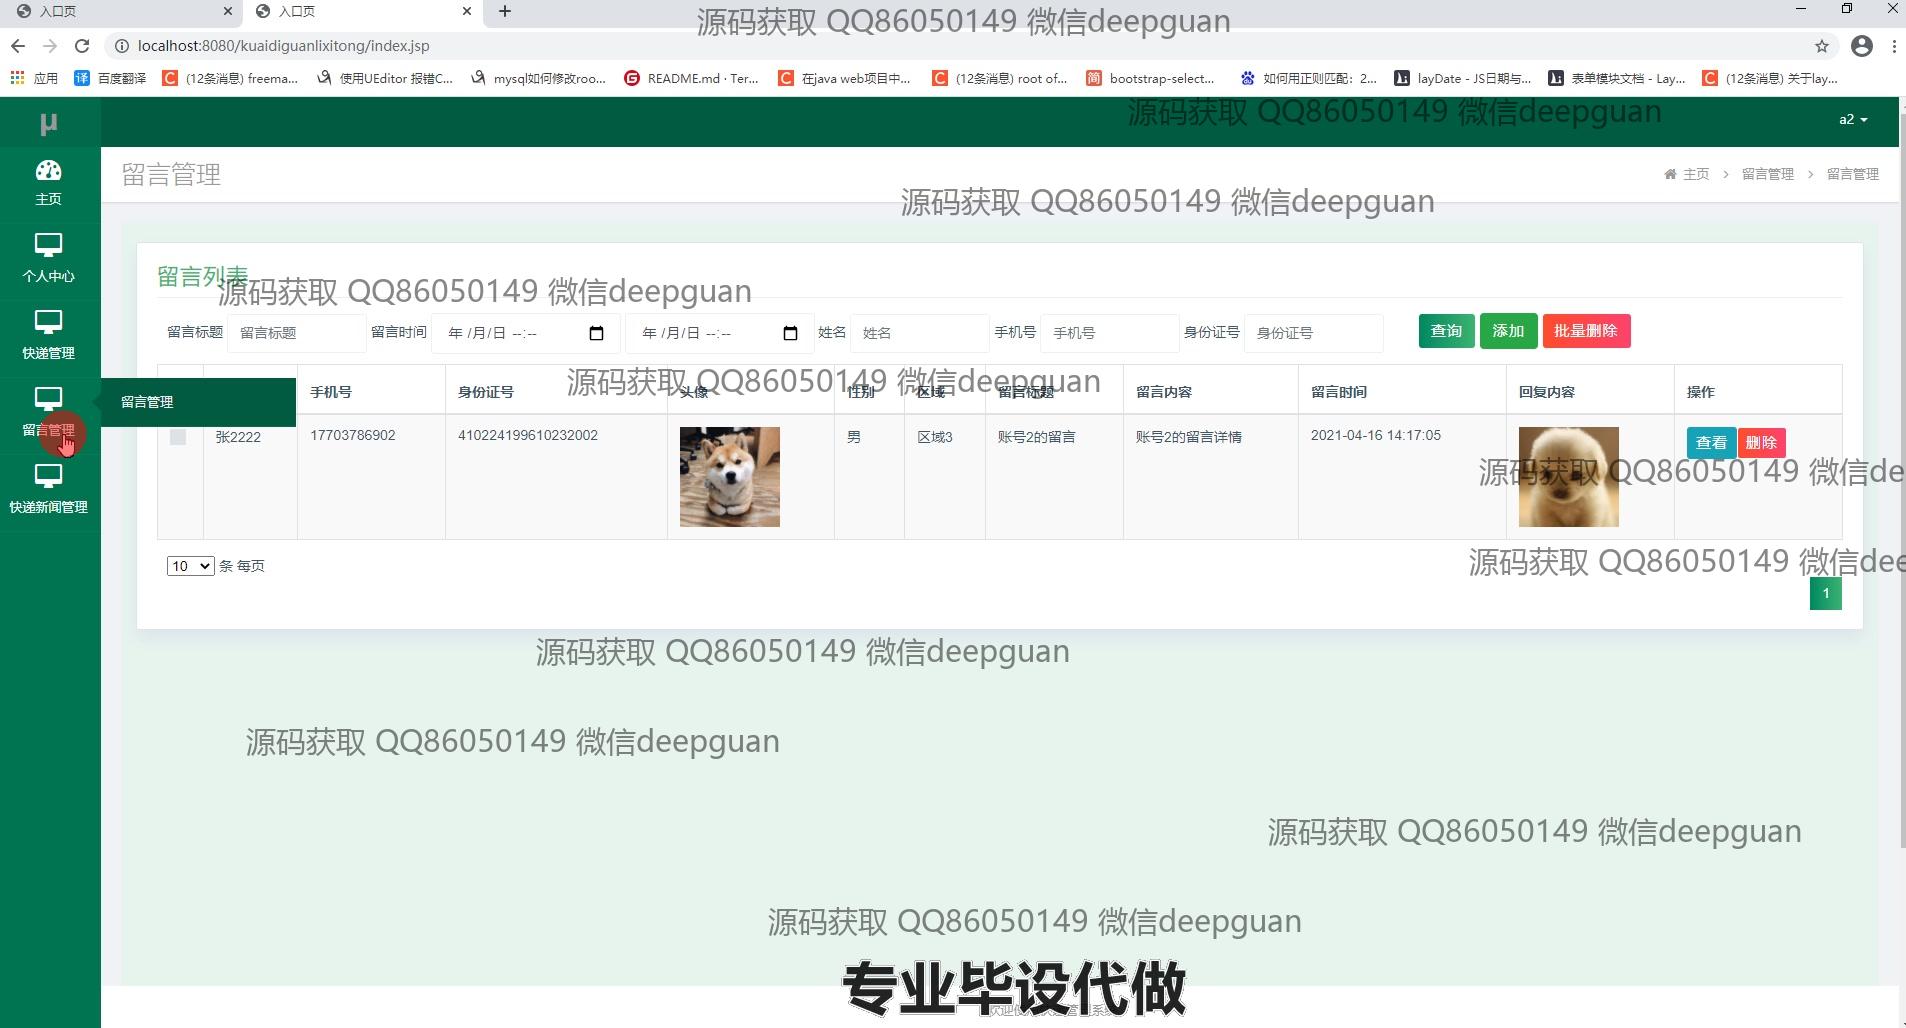 入口页
入口页
源码获取 QQ86050149 微信deepguan
localhost:8080/kuaidiguanlixitong/index.jsp
应用
百度翻译
(12条消息) freema...
使用UEditor 报错C...
mysql如何修改roo...
README.md · Ter...
在java web项目中...
(12条消息) root of...
bootstrap-select...
如何用正则匹配：2...
layDate - JS日期与...
表单模块文档 - Lay...
(12条消息) 关于lay...
源码获取 QQ86050149 微信deepguan
μ
a2
主页
留言管理
主页 > 留言管理 > 留言管理
源码获取 QQ86050149 微信deepguan
个人中心
留言列表
源码获取 QQ86050149 微信deepguan
留言标题 留言标题 留言时间 年 /月/日 --:-- 年 /月/日 --:-- 姓名 姓名 手机号 手机号 身份证号 身份证号 查询 添加 批量删除
快递管理
源码获取 QQ86050149 微信deepguan
手机号 身份证号 头像 性别 区域 留言标题 留言内容 留言时间 回复内容 操作
留言管理
留言管理
张2222 17703786902 410224199610232002 男 区域3 账号2的留言 账号2的留言详情 2021-04-16 14:17:05 查看 删除
源码获取 QQ86050149 微信deepguan
快递新闻管理
10 条 每页
源码获取 QQ86050149 微信dee
1
源码获取 QQ86050149 微信deepguan
源码获取 QQ86050149 微信deepguan
源码获取 QQ86050149 微信deepguan
源码获取 QQ86050149 微信deepguan
专业毕设代做